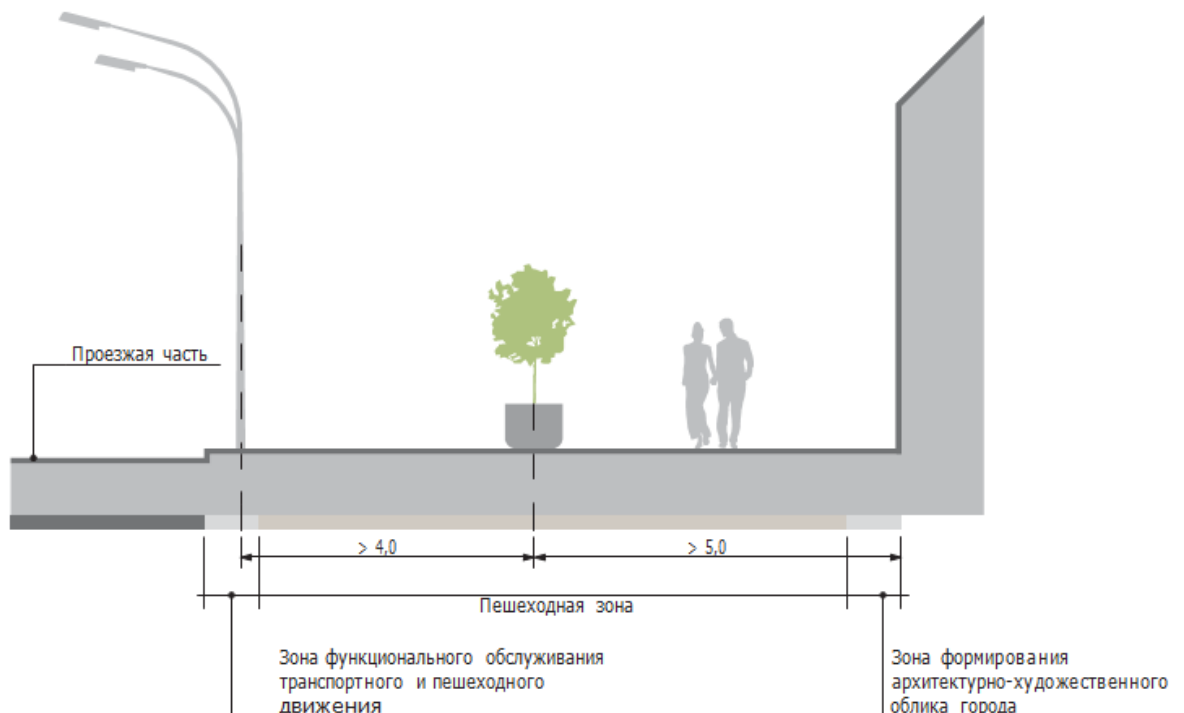 Проезжая часть
> 4,0
> 5,0
Пешеходная зона
Зона функционального обслуживания
транспортного и пешеходного
движения
Зона формирования
архитектурно-художественного
облика города